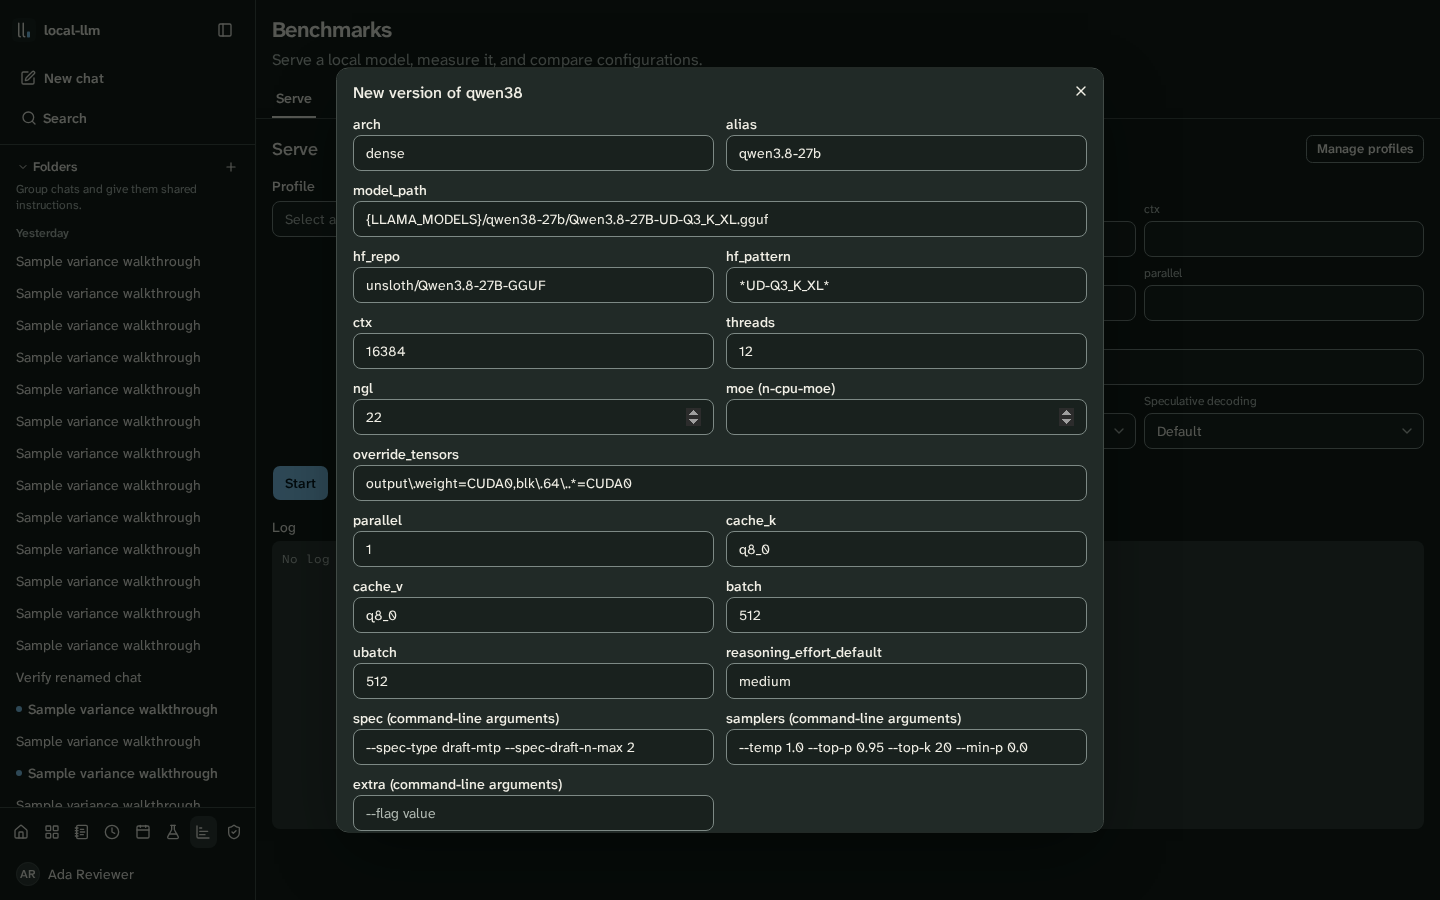 local-llm
New chat
Search
Folders
Group chats and give them shared
instructions.
Yesterday
Sample variance walkthrough
Sample variance walkthrough
Sample variance walkthrough
Sample variance walkthrough
Sample variance walkthrough
Sample variance walkthrough
Sample variance walkthrough
Sample variance walkthrough
Sample variance walkthrough
Sample variance walkthrough
Sample variance walkthrough
Sample variance walkthrough
Sample variance walkthrough
Verify renamed chat
Sample variance walkthrough
Sample variance walkthrough
Sample variance walkthrough
Sample variance walkthrough
AR Ada Reviewer
Benchmarks
Serve a local model, measure it, and compare configurations.
Serve
Serve
Manage profiles
Profile
Select a
ctx
parallel
Speculative decoding
Default
Start
Log
No log
New version of qwen38
arch
dense
alias
qwen3.8-27b
model_path
{LLAMA_MODELS}/qwen38-27b/Qwen3.8-27B-UD-Q3_K_XL.gguf
hf_repo
unsloth/Qwen3.8-27B-GGUF
hf_pattern
*UD-Q3_K_XL*
ctx
16384
threads
12
ngl
22
moe (n-cpu-moe)
override_tensors
output\.weight=CUDA0,blk\.64\..*=CUDA0
parallel
1
cache_k
q8_0
cache_v
q8_0
batch
512
ubatch
512
reasoning_effort_default
medium
spec (command-line arguments)
--spec-type draft-mtp --spec-draft-n-max 2
samplers (command-line arguments)
--temp 1.0 --top-p 0.95 --top-k 20 --min-p 0.0
extra (command-line arguments)
--flag value